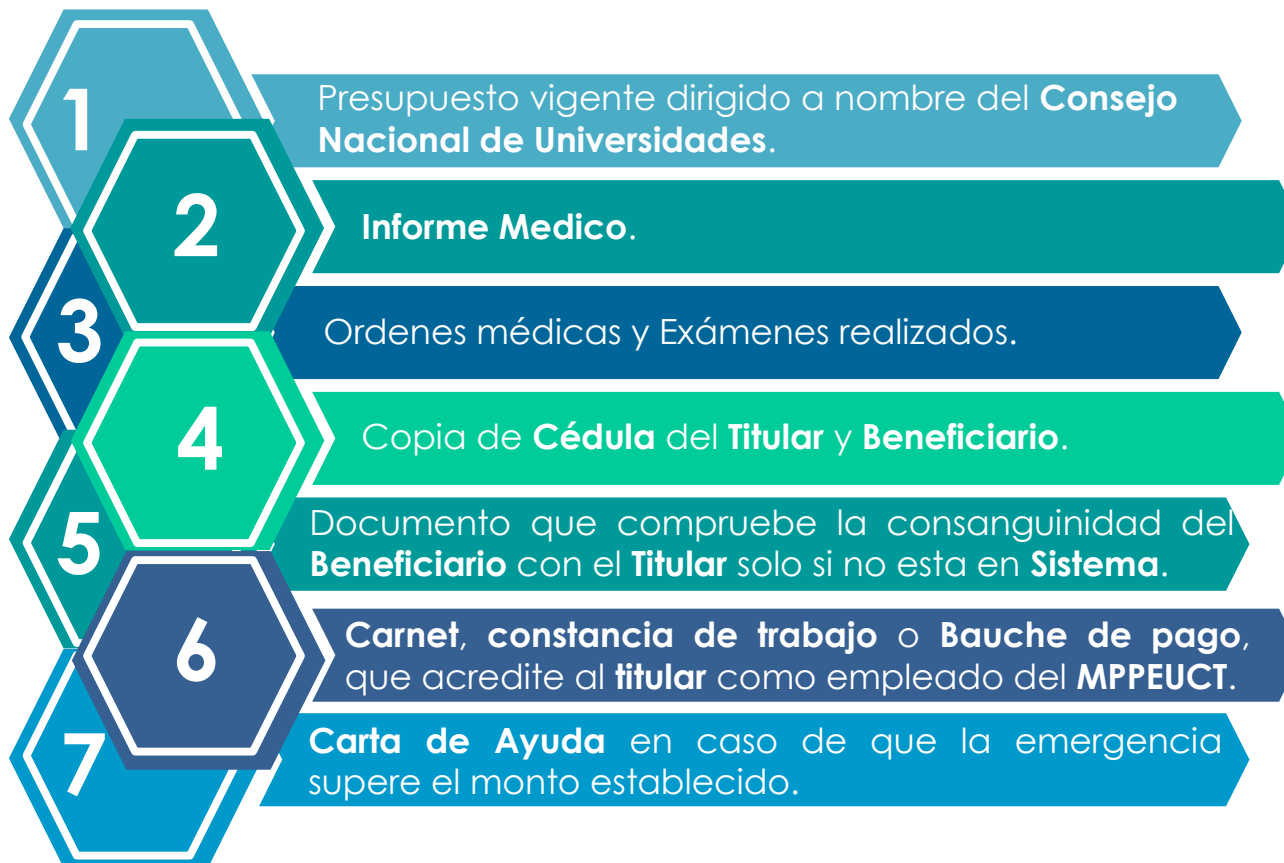 1
Presupuesto vigente dirigido a nombre del Consejo
Nacional de Universidades.
2
Informe Medico.
3
Ordenes médicas y Exámenes realizados.
4
Copia de Cédula del Titular y Beneficiario.
5
Documento que compruebe la consanguinidad del
Beneficiario con el Titular solo si no esta en Sistema.
6
Carnet, constancia de trabajo o Bauche de pago,
que acredite al titular como empleado del MPPEUCT.
7
Carta de Ayuda en caso de que la emergencia
supere el monto establecido.